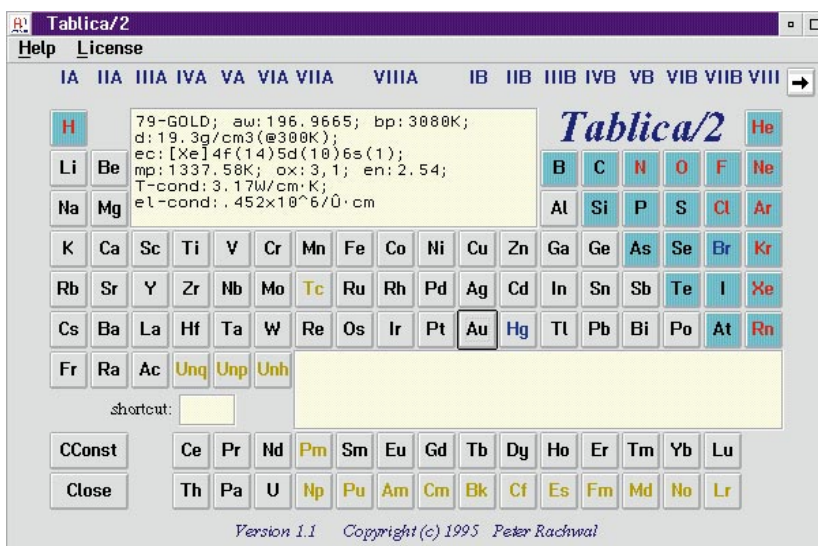 Tablica/2
Help License
IA IIA IIIA IVA VA VIA VIIA VIIIA IB IIB IIIB IVB VB VIB VIIB VIII
79-GOLD; aw:196.9665; bp:3080K;
d:19.3g/cm3(@300K);
ec:[Xe]4f(14)5d(10)6s(1);
mp:1337.58K; ox:3,1; en:2.54;
T-cond:3.17W/cm·K;
el-cond:.452x10^6/Û·cm
Tablica/2
H He
Li Be B C N O F Ne
Na Mg Al Si P S Cl Ar
K Ca Sc Ti V Cr Mn Fe Co Ni Cu Zn Ga Ge As Se Br Kr
Rb Sr Y Zr Nb Mo Tc Ru Rh Pd Ag Cd In Sn Sb Te I Xe
Cs Ba La Hf Ta W Re Os Ir Pt Au Hg Tl Pb Bi Po At Rn
Fr Ra Ac Unq Unp Unh
shortcut:
CConst Ce Pr Nd Pm Sm Eu Gd Tb Dy Ho Er Tm Yb Lu
Close Th Pa U Np Pu Am Cm Bk Cf Es Fm Md No Lr
Version 1.1 Copyright (c) 1995 Peter Rachwal